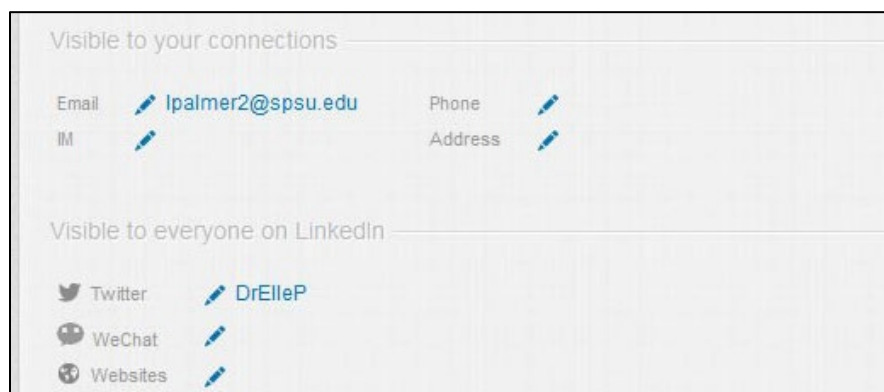 Visible to your connections
Email lpalmer2@spsu.edu Phone
IM Address
Visible to everyone on LinkedIn
Twitter DrElleP
WeChat
Websites